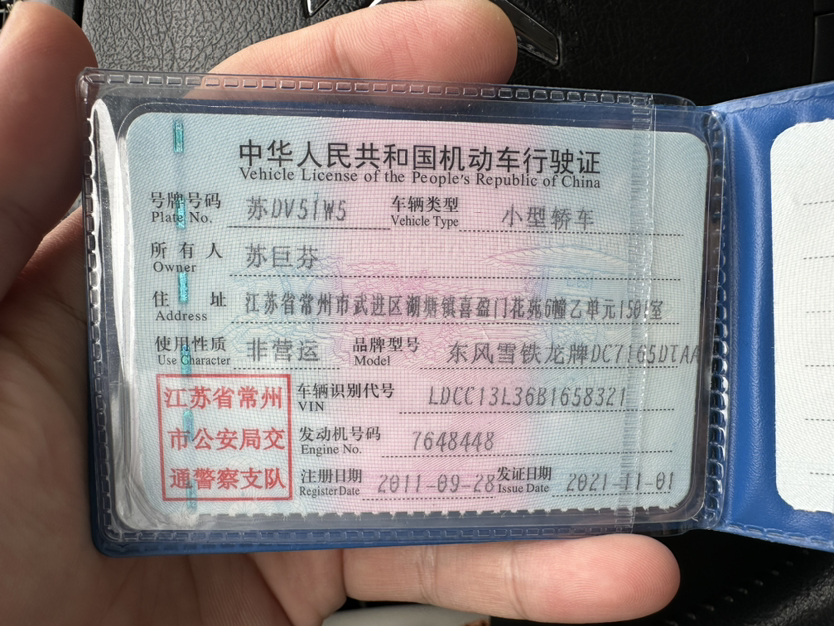 中华人民共和国机动车行驶证
Vehicle License of the People's Republic of China
号牌号码 苏DV51W5 车辆类型 小型轿车
Plate No. Vehicle Type
所有人 苏巨芬
Owner
住址 江苏省常州市武进区湖塘镇喜盈门花苑6幢乙单元1501室
Address
使用性质 非营运 品牌型号 东风雪铁龙牌DC7165DTAA
Use Character Model
江苏省常州 车辆识别代号 LDCC13L36B1658321
VIN
市公安局交 发动机号码 7648448
Engine No.
通警察支队 注册日期 2011-09-28 发证日期 2021-11-01
Register Date Issue Date